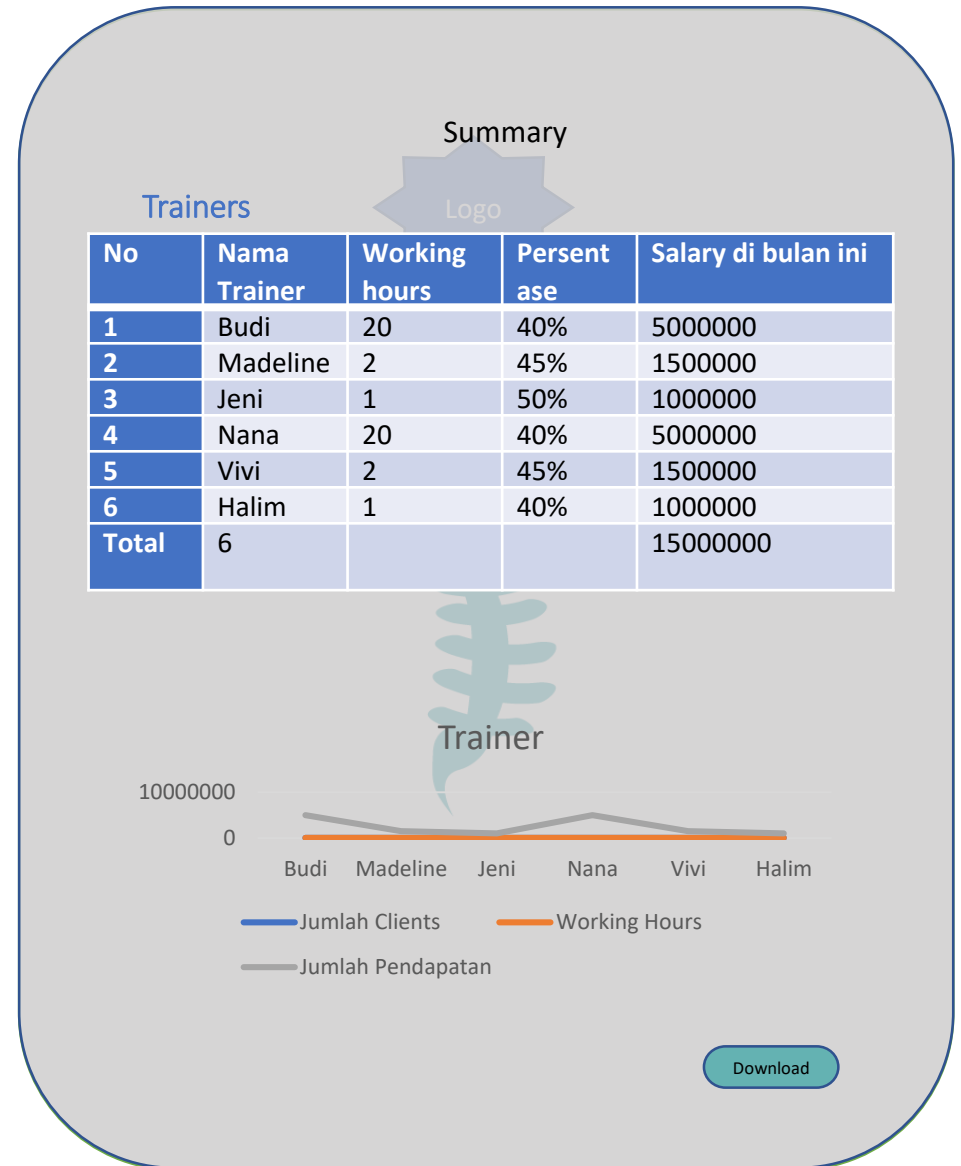 Summary
Trainers
Logo
No Nama Trainer Working hours Persent ase Salary di bulan ini
1 Budi 20 40% 5000000
2 Madeline 2 45% 1500000
3 Jeni 1 50% 1000000
4 Nana 20 40% 5000000
5 Vivi 2 45% 1500000
6 Halim 1 40% 1000000
Total 6 15000000
Trainer
10000000
0
Budi Madeline Jeni Nana Vivi Halim
Jumlah Clients Working Hours
Jumlah Pendapatan
Download